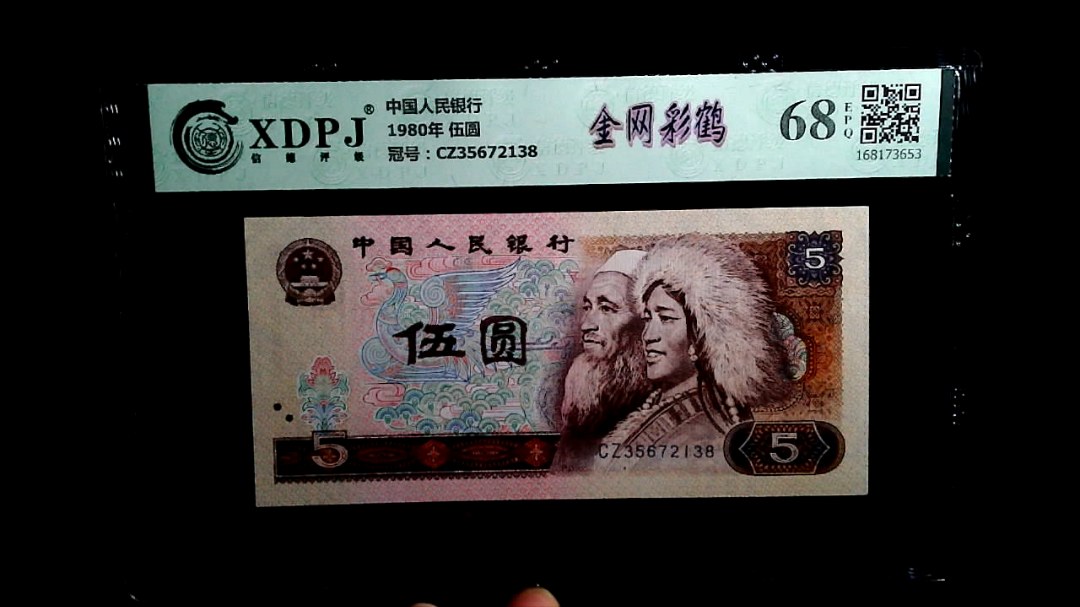 XDPJ®
信德评级
中国人民银行
1980年 伍圆
冠号：CZ35672138
金网彩鹤
68
EPQ
168173653
中国人民银行
5
伍圆
5
CZ35672138
5